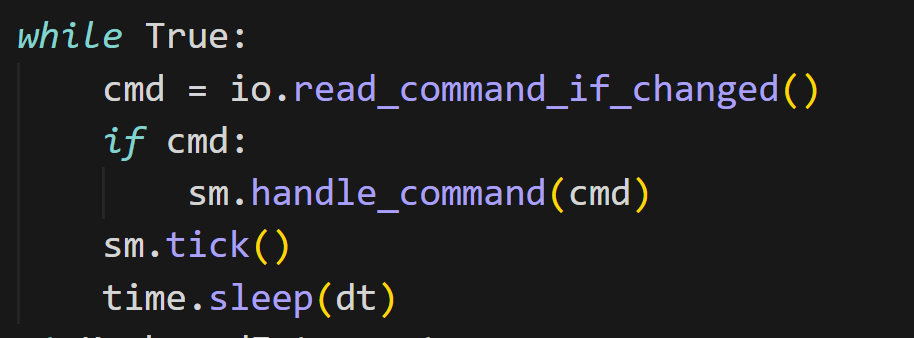 while True:
    cmd = io.read_command_if_changed()
    if cmd:
        sm.handle_command(cmd)
    sm.tick()
    time.sleep(dt)